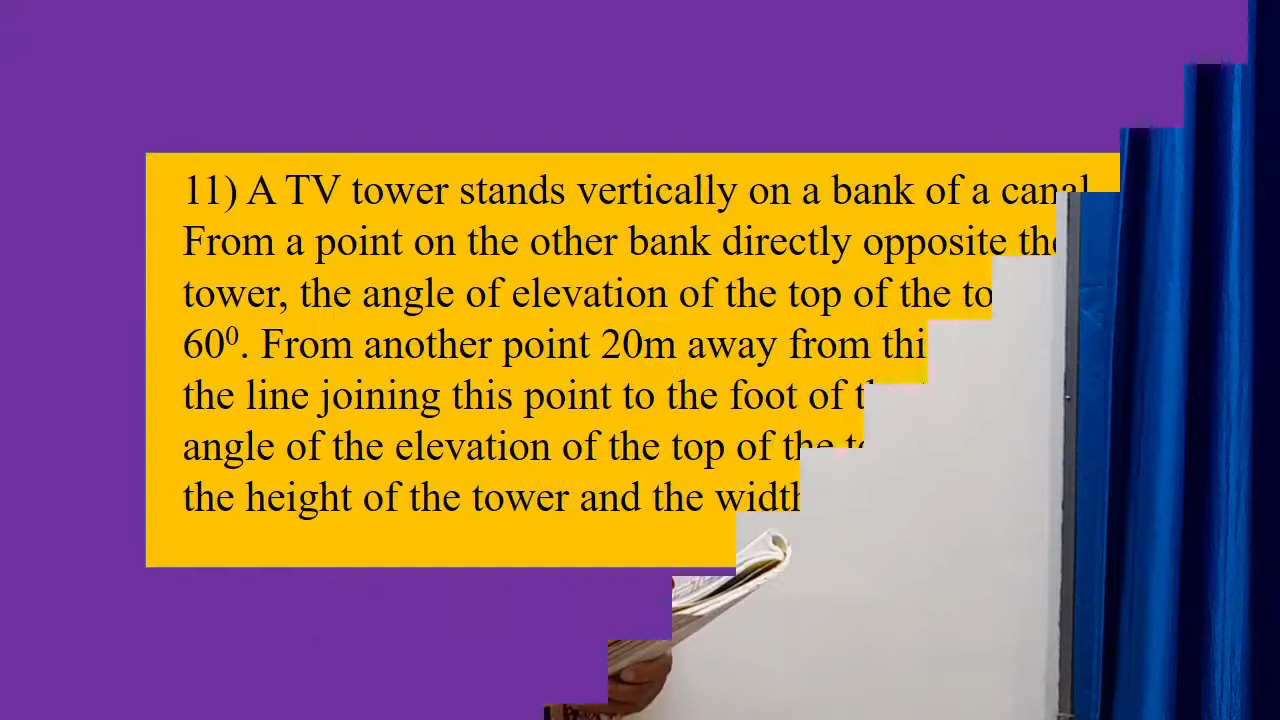 11) A TV tower stands vertically on a bank of a canal
From a point on the other bank directly opposite the
tower, the angle of elevation of the top of the
60⁰. From another point 20m away from
the line joining this point to the foot of
angle of the elevation of the top of the
the height of the tower and the